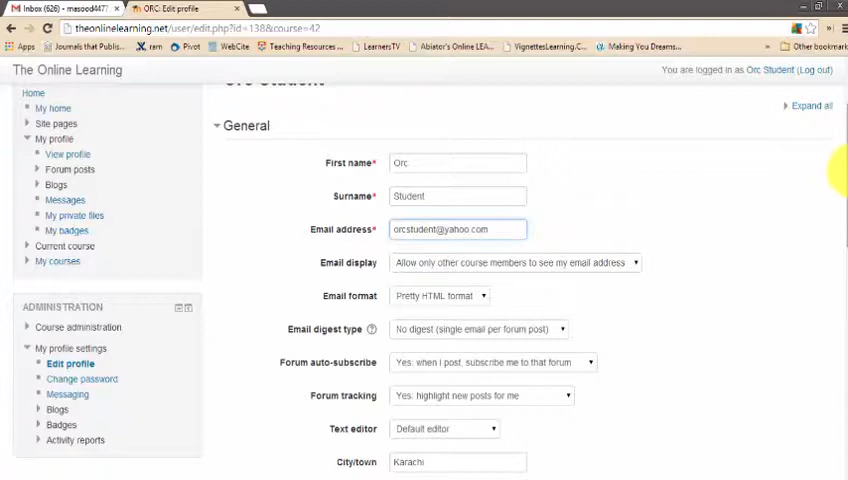 Inbox (626) - masood4477
ORC: Edit profile
theonlinelearning.net/user/edit.php?id=138&course=42
Apps
Journals that Publi...
ram
WebCite
Teaching Resources ...
LearnersTV
Abiator's Online LEA...
VignettesLearning.C...
Making You Dreams...
»
Other bookmark
The Online Learning
You are logged in as Orc Student (Log out)
Orc Student
Home
My home
Site pages
My profile
View profile
Forum posts
Blogs
Messages
My private files
My badges
Current course
My courses
ADMINISTRATION
Course administration
My profile settings
Edit profile
Change password
Messaging
Blogs
Badges
Activity reports
Expand all
General
First name* Orc
Surname* Student
Email address* orcstudent@yahoo.com
Email display Allow only other course members to see my email address
Email format Pretty HTML format
Email digest type ? No digest (single email per forum post)
Forum auto-subscribe Yes: when I post, subscribe me to that forum
Forum tracking Yes: highlight new posts for me
Text editor Default editor
City/town Karachi